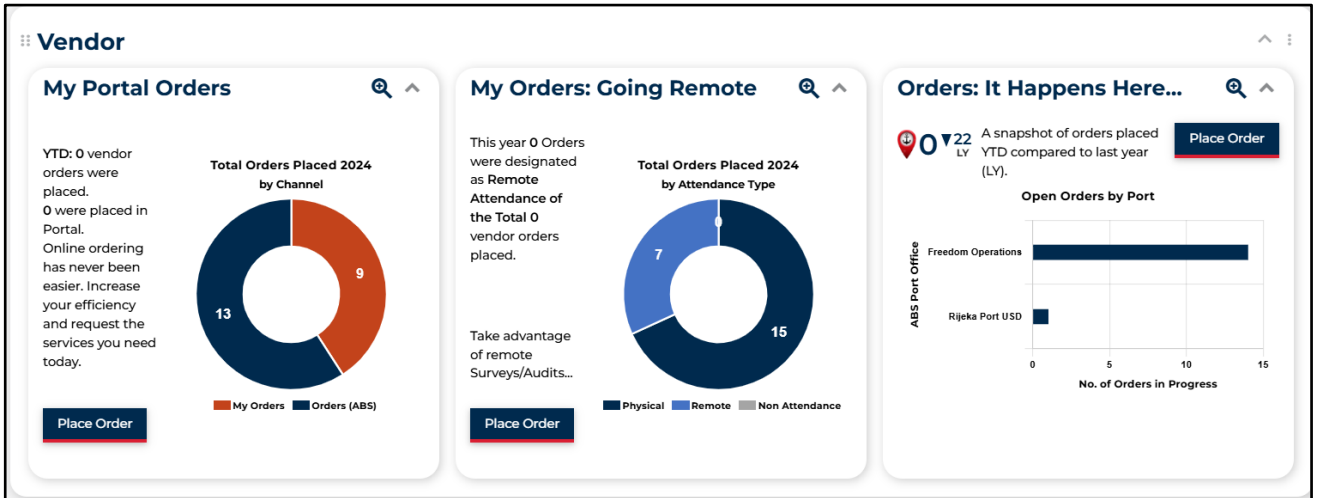 Vendor
My Portal Orders
YTD: 0 vendor
orders were
placed.
0 were placed in
Portal.
Online ordering
has never been
easier. Increase
your efficiency
and request the
services you need
today.
Place Order
Total Orders Placed 2024
by Channel
9
13
My Orders Orders (ABS)
My Orders: Going Remote
This year 0 Orders
were designated
as Remote
Attendance of
the Total 0
vendor orders
placed.
Take advantage
of remote
Surveys/Audits...
Place Order
Total Orders Placed 2024
by Attendance Type
0
7
15
Physical Remote Non Attendance
Orders: It Happens Here...
0 ▼22
LY
A snapshot of orders placed
YTD compared to last year
(LY).
Place Order
Open Orders by Port
ABS Port Office
Freedom Operations
Rijeka Port USD
0 5 10 15
No. of Orders in Progress